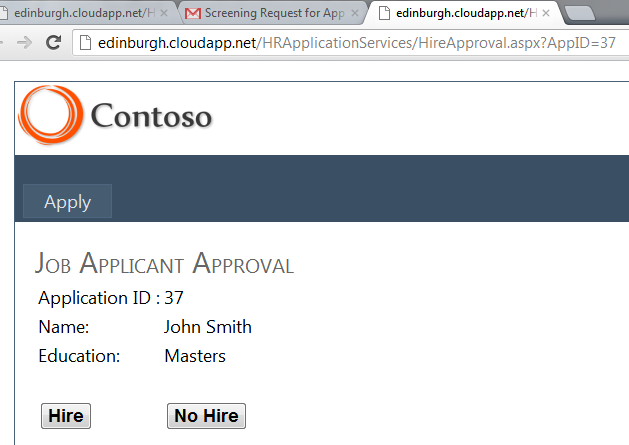 edinburgh.cloudapp.net/H
Screening Request for App
edinburgh.cloudapp.net/H
edinburgh.cloudapp.net/HRApplicationServices/HireApproval.aspx?AppID=37
Contoso
Apply
Job Applicant Approval
Application ID : 37
Name: John Smith
Education: Masters
Hire No Hire